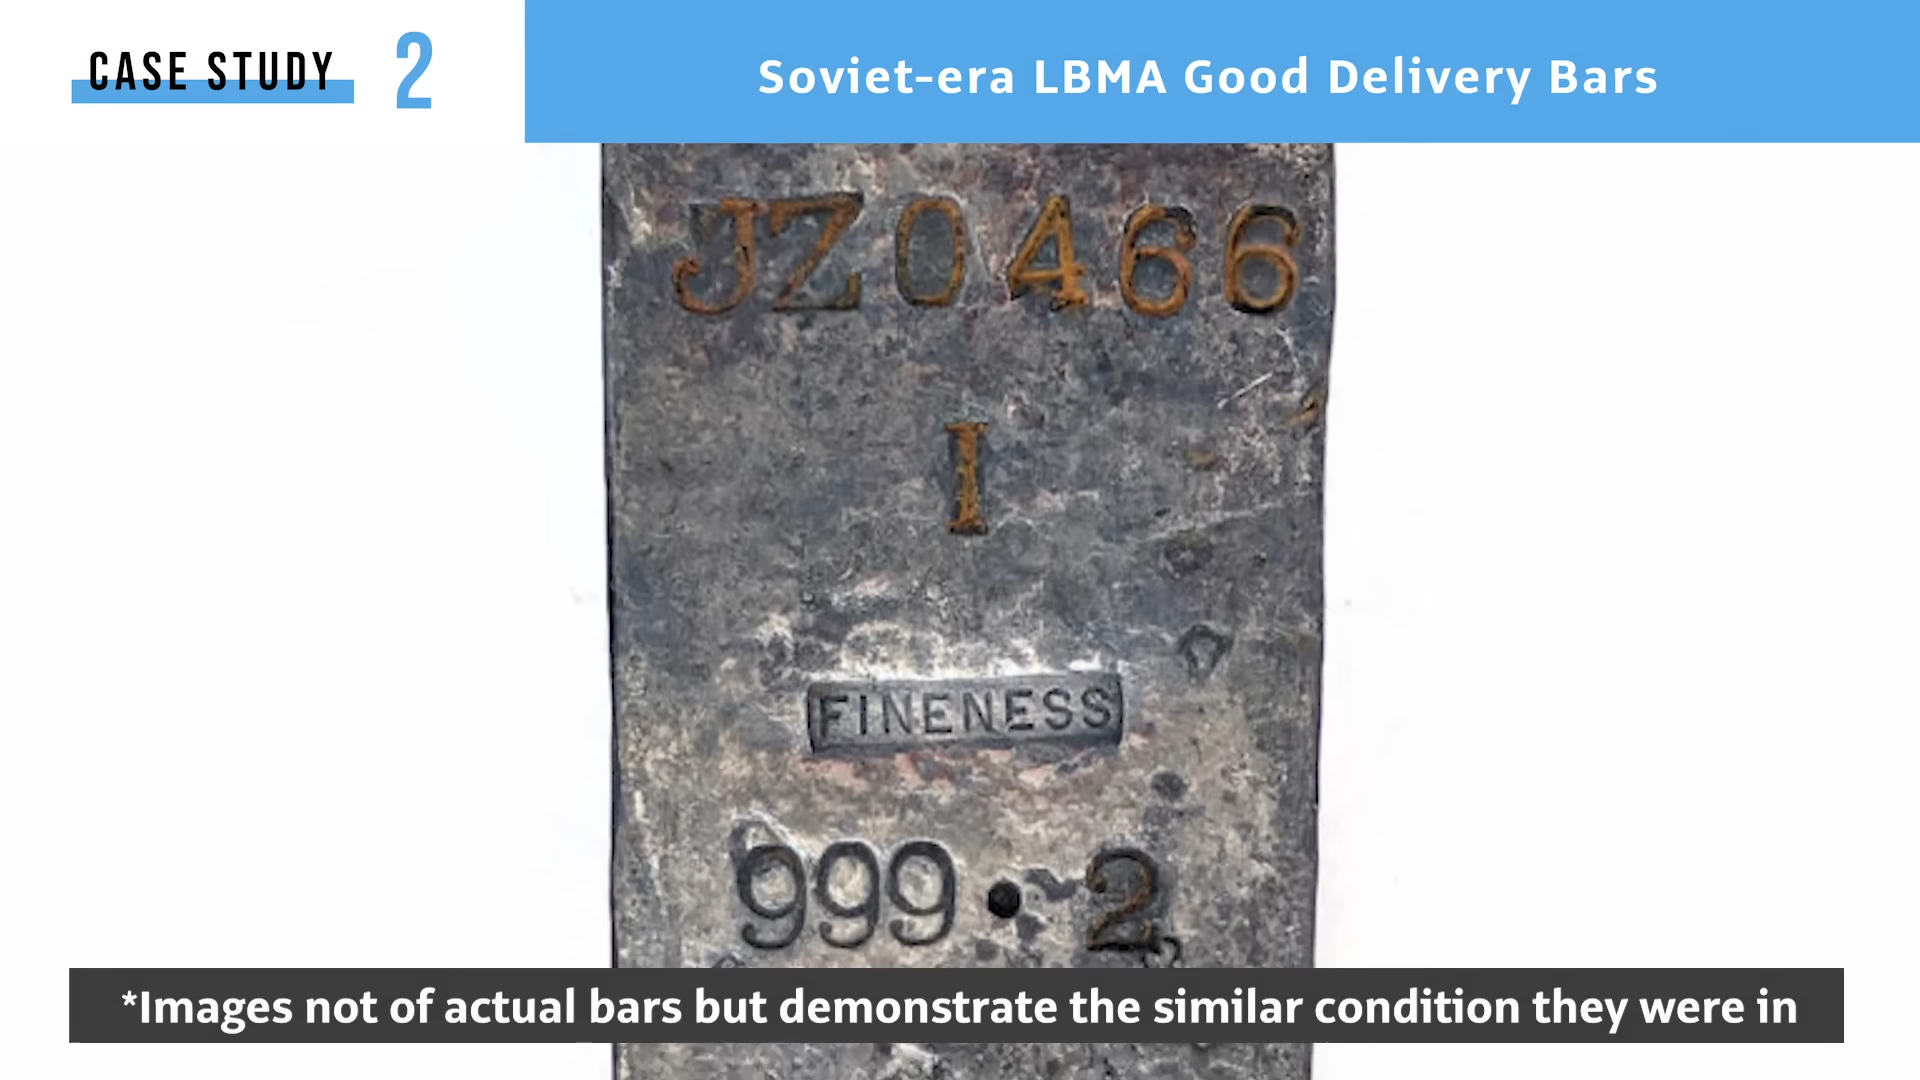 CASE STUDY 2
Soviet-era LBMA Good Delivery Bars
JZ0466
I
FINENESS
999.2
*Images not of actual bars but demonstrate the similar condition they were in